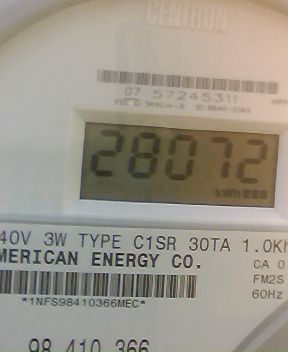 CENTRON
07 57245311
28072
kWh
40V 3W TYPE C1SR 30TA 1.0Kh
MERICAN ENERGY CO.
CA 0
FM2S
60Hz
*1NFS98410366MEC*
98 410 366